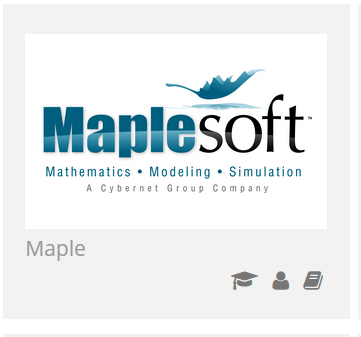 Maplesoft™
Mathematics • Modeling • Simulation
A Cybernet Group Company
Maple